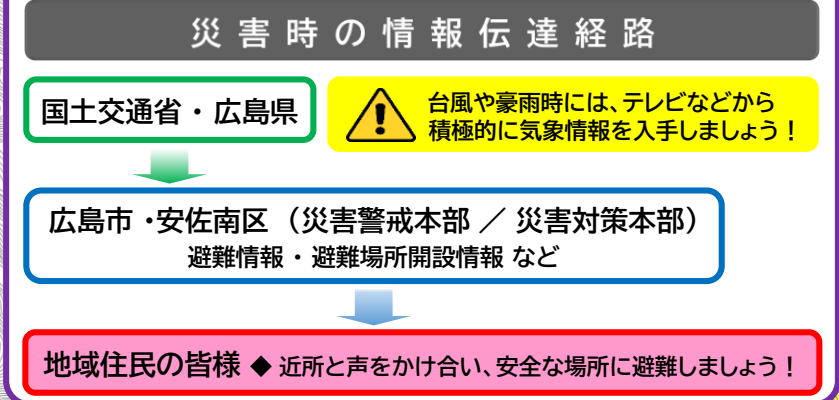 災害時の情報伝達経路
国土交通省・広島県
台風や豪雨時には、テレビなどから
積極的に気象情報を入手しましょう！
広島市・安佐南区（災害警戒本部／災害対策本部）
避難情報・避難場所開設情報 など
地域住民の皆様 ◆ 近所と声をかけ合い、安全な場所に避難しましょう！